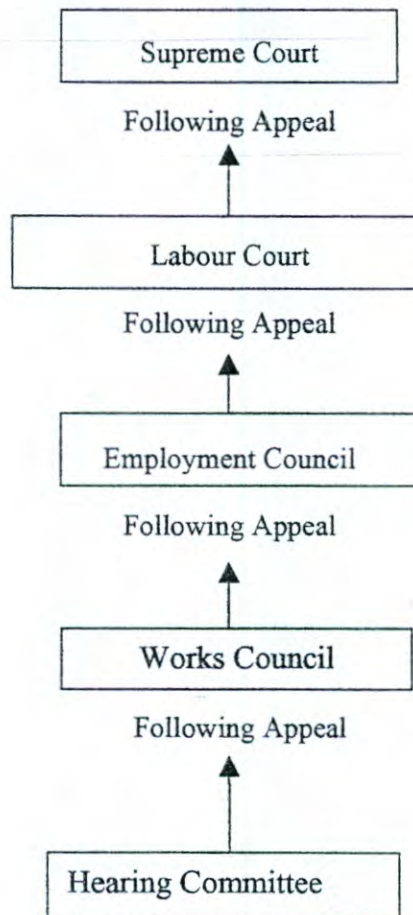 Supreme Court
Following Appeal
Labour Court
Following Appeal
Employment Council
Following Appeal
Works Council
Following Appeal
Hearing Committee